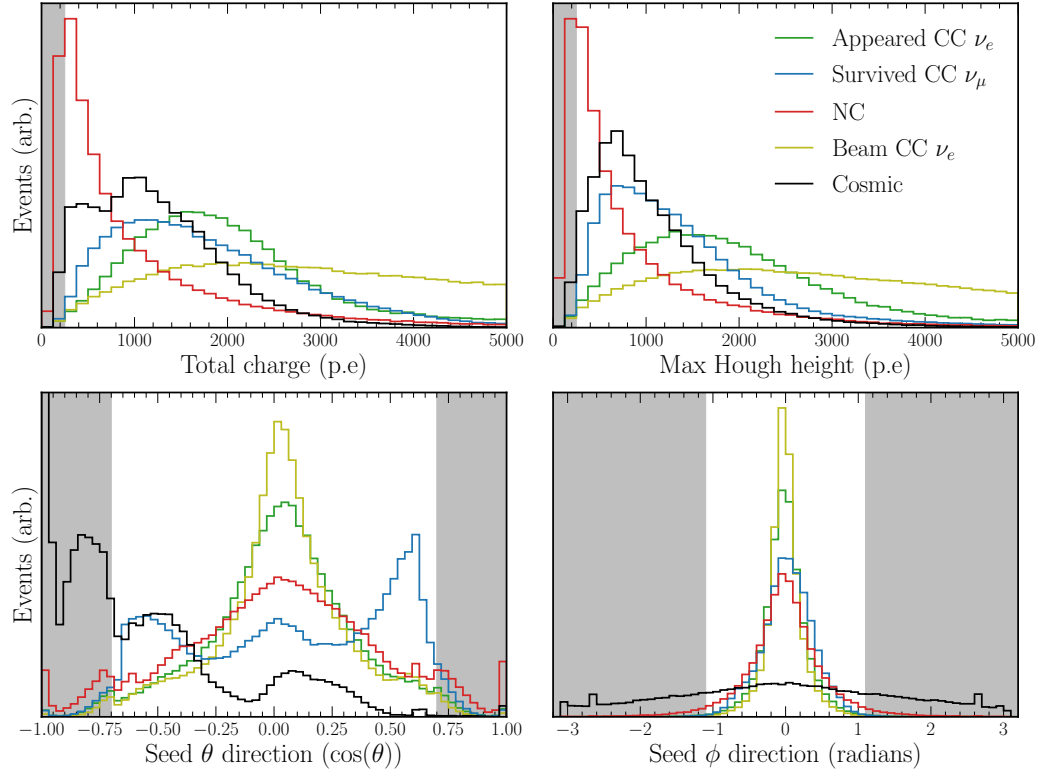 Events (arb.)
0 1000 2000 3000 4000 5000
Total charge (p.e)
Appeared CC νe
Survived CC νμ
NC
Beam CC νe
Cosmic
0 1000 2000 3000 4000 5000
Max Hough height (p.e)
Events (arb.)
−1.00 −0.75 −0.50 −0.25 0.00 0.25 0.50 0.75 1.00
Seed θ direction (cos(θ))
−3 −2 −1 0 1 2 3
Seed ϕ direction (radians)